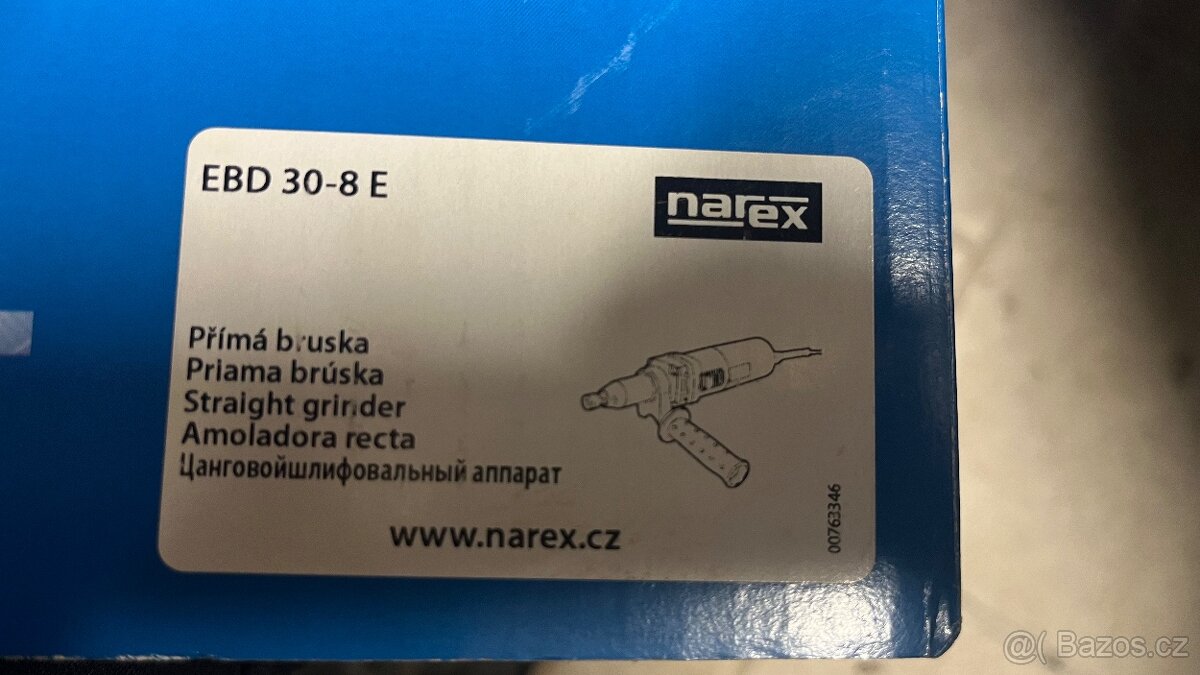 EBD 30-8 E
narex
Přímá bruska
Priama brúska
Straight grinder
Amoladora recta
Цанговойшлифовальный аппарат
www.narex.cz
00763346
@( Bazos.cz